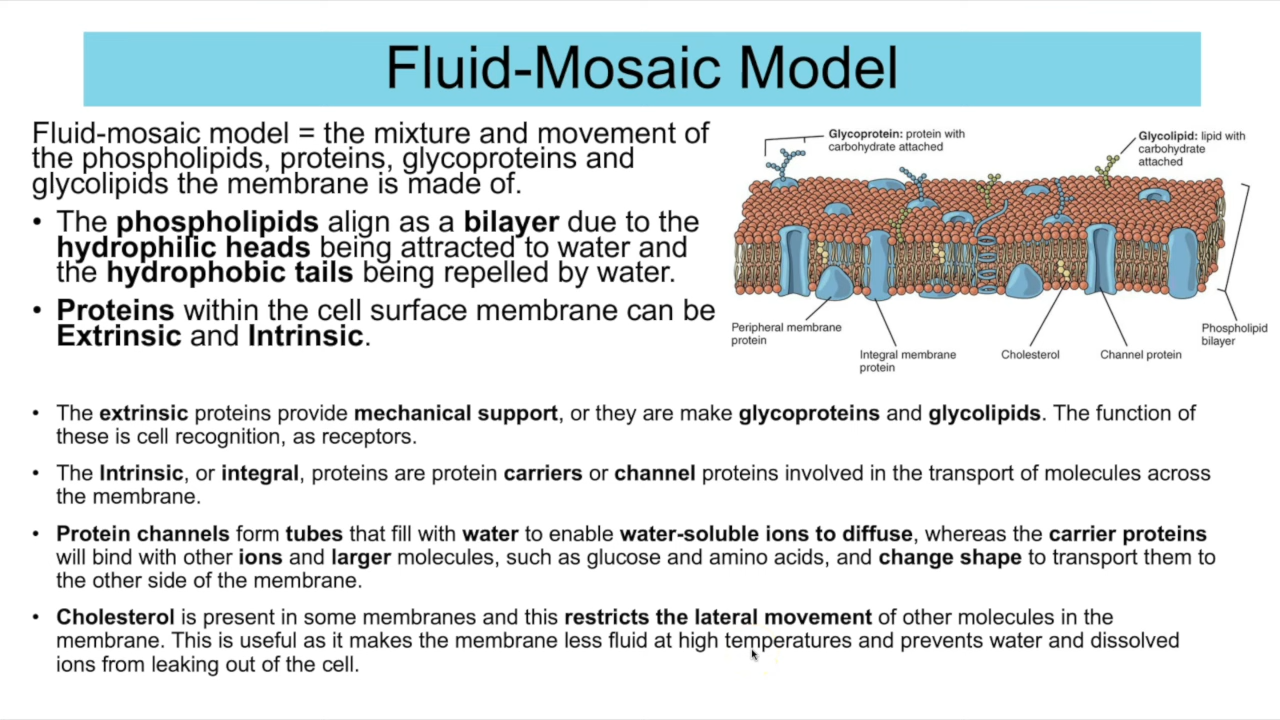 Fluid-Mosaic Model
Fluid-mosaic model = the mixture and movement of
the phospholipids, proteins, glycoproteins and
glycolipids the membrane is made of.
• The phospholipids align as a bilayer due to the
hydrophilic heads being attracted to water and
the hydrophobic tails being repelled by water.
• Proteins within the cell surface membrane can be
Extrinsic and Intrinsic.
Glycoprotein: protein with
carbohydrate attached
Glycolipid: lipid with
carbohydrate
attached
Peripheral membrane
protein
Integral membrane
protein
Cholesterol
Channel protein
Phospholipid
bilayer
• The extrinsic proteins provide mechanical support, or they are make glycoproteins and glycolipids. The function of
these is cell recognition, as receptors.
• The Intrinsic, or integral, proteins are protein carriers or channel proteins involved in the transport of molecules across
the membrane.
• Protein channels form tubes that fill with water to enable water-soluble ions to diffuse, whereas the carrier proteins
will bind with other ions and larger molecules, such as glucose and amino acids, and change shape to transport them to
the other side of the membrane.
• Cholesterol is present in some membranes and this restricts the lateral movement of other molecules in the
membrane. This is useful as it makes the membrane less fluid at high temperatures and prevents water and dissolved
ions from leaking out of the cell.